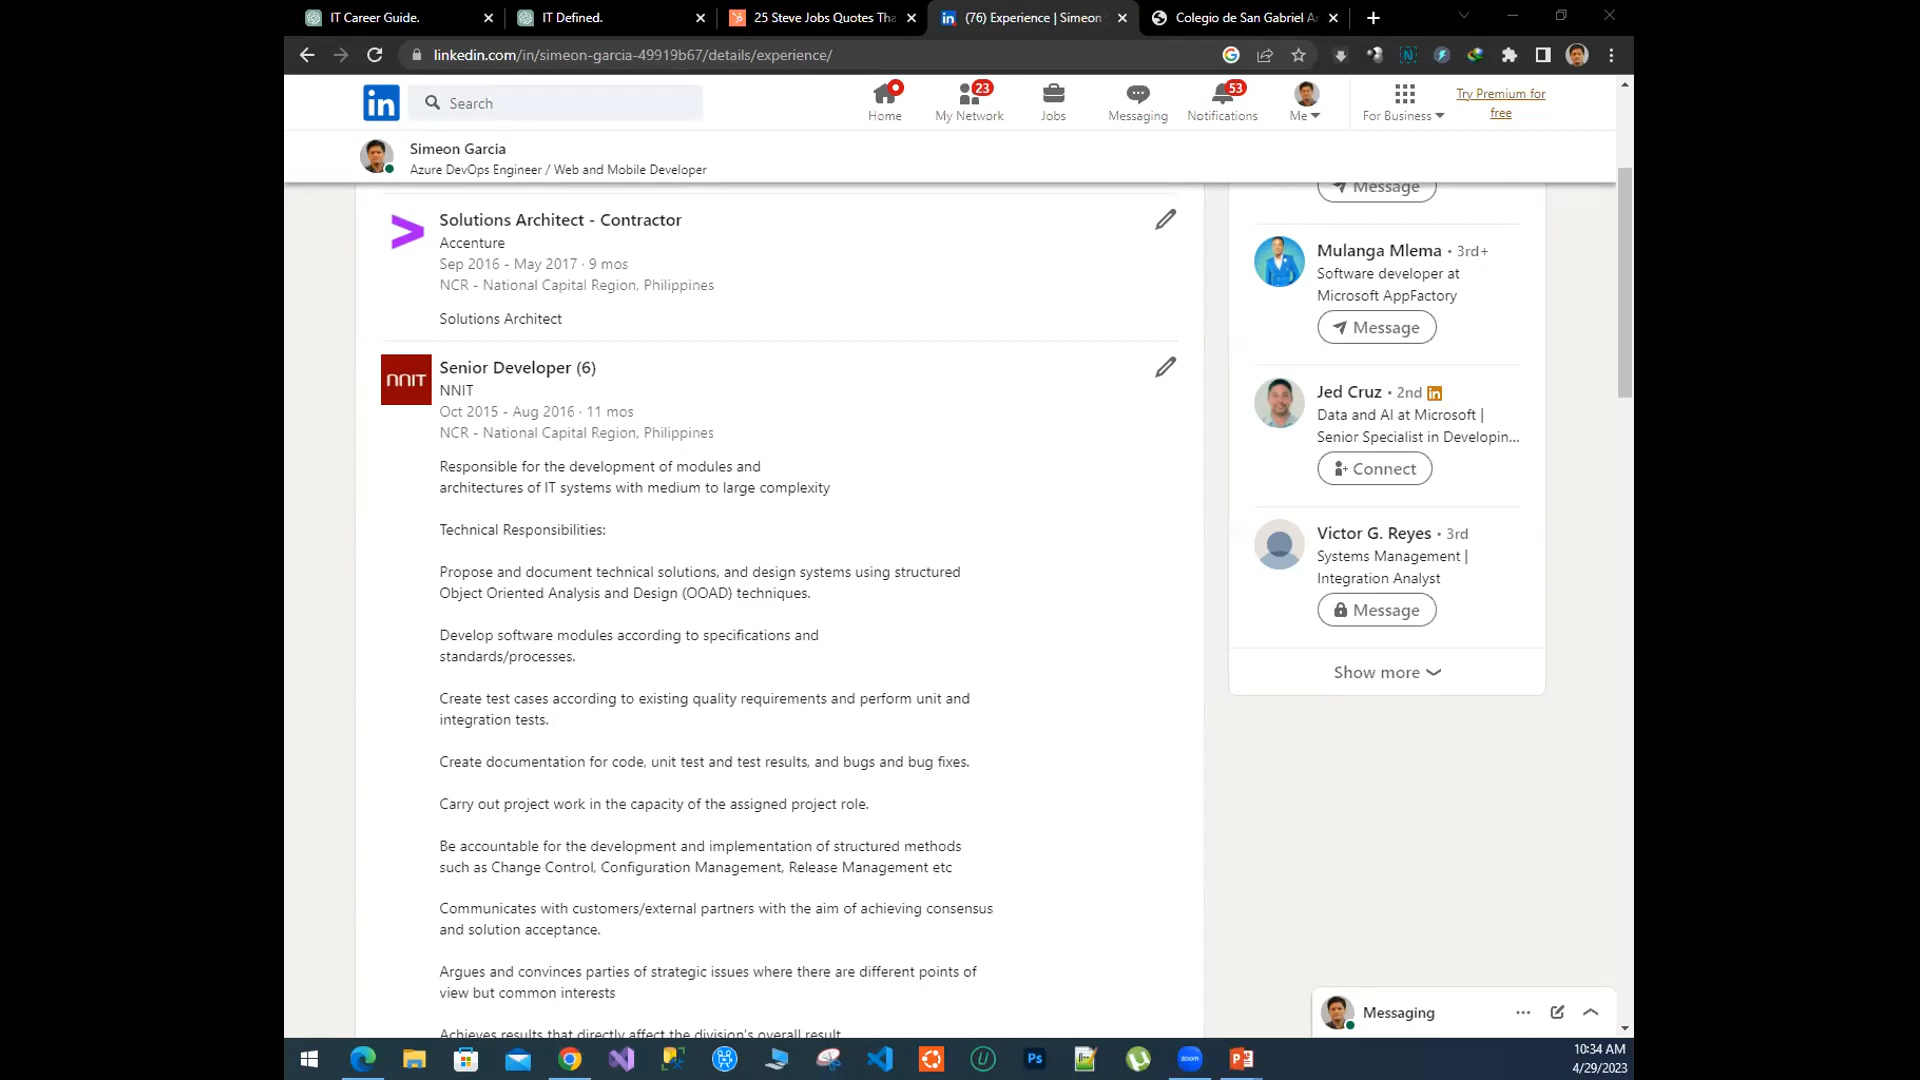 IT Career Guide.
IT Defined.
25 Steve Jobs Quotes Tha
(76) Experience | Simeon
Colegio de San Gabriel Ar
linkedin.com/in/simeon-garcia-49919b67/details/experience/
in
Search
Home
23
My Network
Jobs
Messaging
53
Notifications
Me
For Business
Try Premium for
free
Simeon Garcia
Azure DevOps Engineer / Web and Mobile Developer
Solutions Architect - Contractor
Accenture
Sep 2016 - May 2017 · 9 mos
NCR - National Capital Region, Philippines
Solutions Architect
nnit
Senior Developer (6)
NNIT
Oct 2015 - Aug 2016 · 11 mos
NCR - National Capital Region, Philippines
Responsible for the development of modules and
architectures of IT systems with medium to large complexity
Technical Responsibilities:
Propose and document technical solutions, and design systems using structured
Object Oriented Analysis and Design (OOAD) techniques.
Develop software modules according to specifications and
standards/processes.
Create test cases according to existing quality requirements and perform unit and
integration tests.
Create documentation for code, unit test and test results, and bugs and bug fixes.
Carry out project work in the capacity of the assigned project role.
Be accountable for the development and implementation of structured methods
such as Change Control, Configuration Management, Release Management etc
Communicates with customers/external partners with the aim of achieving consensus
and solution acceptance.
Argues and convinces parties of strategic issues where there are different points of
view but common interests
Achieves results that directly affect the division's overall result
Message
Mulanga Mlema • 3rd+
Software developer at
Microsoft AppFactory
Message
Jed Cruz • 2nd in
Data and AI at Microsoft |
Senior Specialist in Developin...
Connect
Victor G. Reyes • 3rd
Systems Management |
Integration Analyst
Message
Show more
Messaging
Ps
zoom
10:34 AM
4/29/2023